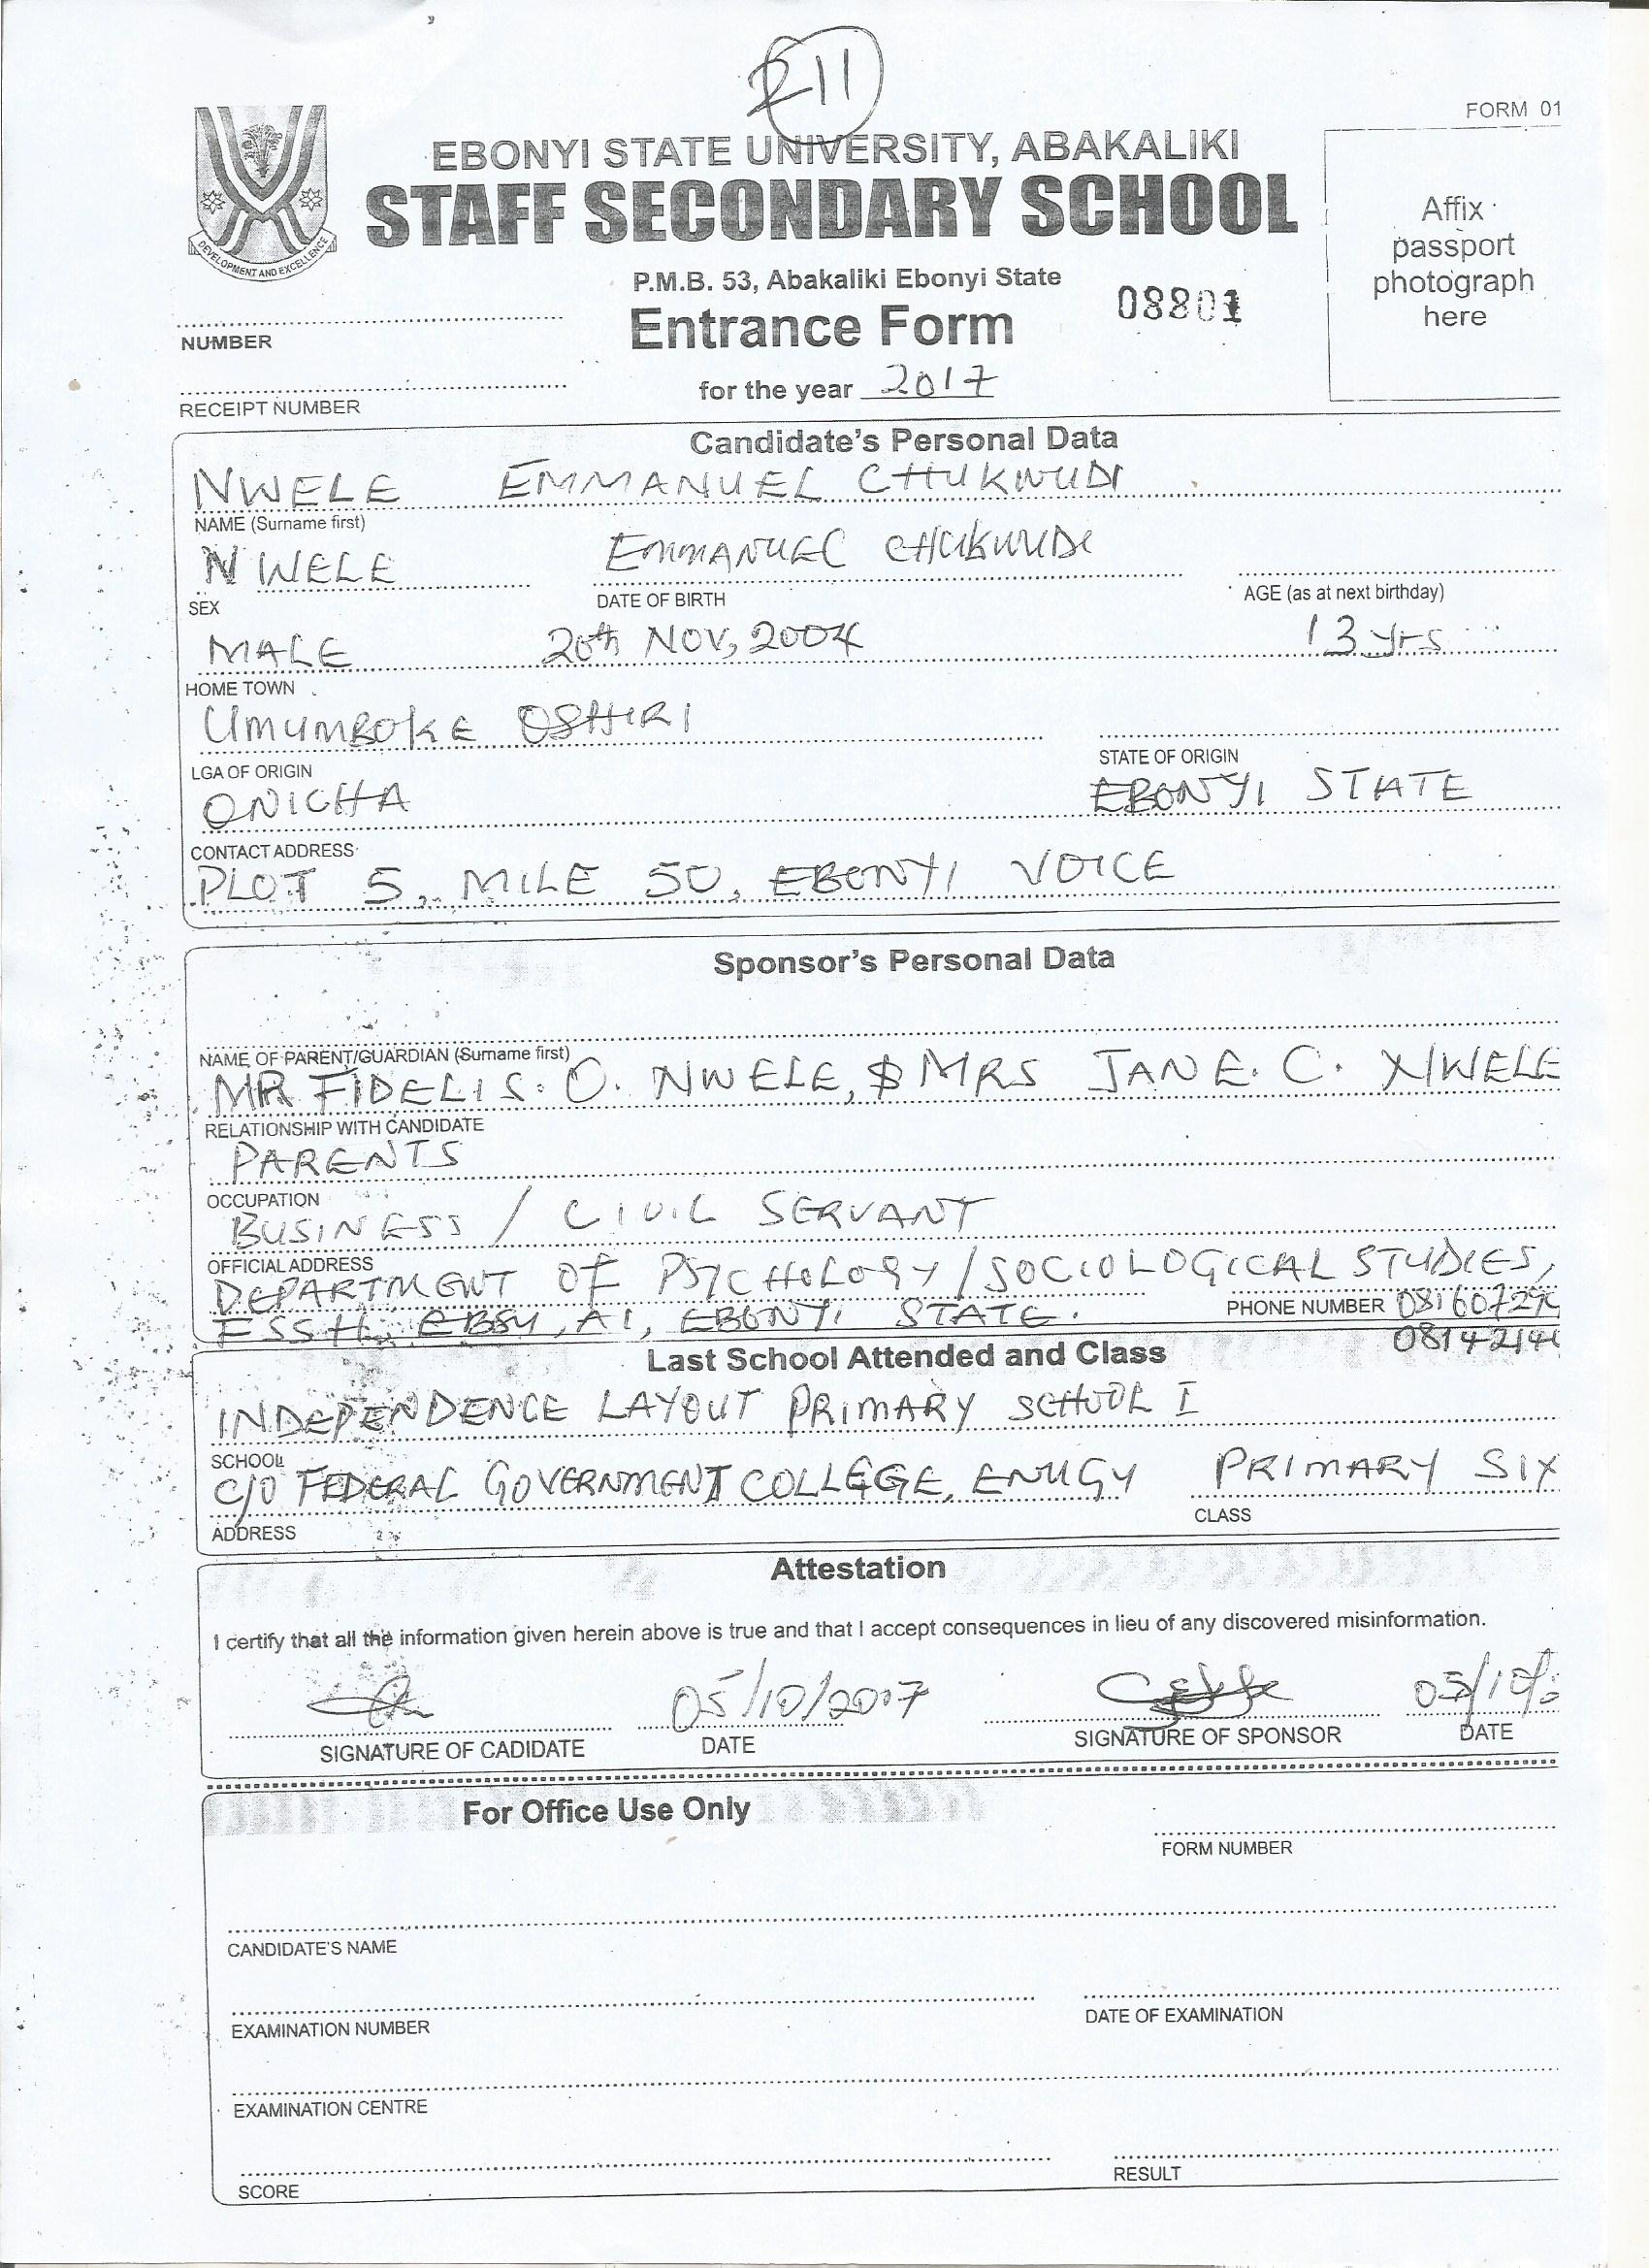 211
FORM 01
EBONYI STATE UNIVERSITY, ABAKALIKI
STAFF SECONDARY SCHOOL
DEVELOPMENT AND EXCELLENCE
Affix
passport
photograph
here
P.M.B. 53, Abakaliki Ebonyi State
08801
Entrance Form
NUMBER
for the year 2017
RECEIPT NUMBER
Candidate's Personal Data
NWELE EMMANUEL CHUKWUDI
NAME (Surname first)
NWELE EMMANUEL CHUKWUDI
SEX DATE OF BIRTH AGE (as at next birthday)
MALE 20th NOV, 2004 13 yrs
HOME TOWN
UMUMBOKE OSHIRI
LGA OF ORIGIN STATE OF ORIGIN
ONICHA EBONYI STATE
CONTACT ADDRESS
PLOT 5, MILE 50, EBONYI VOICE
Sponsor's Personal Data
NAME OF PARENT/GUARDIAN (Surname first)
MR FIDELIS. O. NWELE, & MRS JANE. C. NWELE
RELATIONSHIP WITH CANDIDATE
PARENTS
OCCUPATION
BUSINESS / CIVIL SERVANT
OFFICIAL ADDRESS
DEPARTMENT OF PSYCHOLOGY/SOCIOLOGICAL STUDIES,
FSSH, EBSU, AI, EBONYI STATE. PHONE NUMBER 08160729
0814214
Last School Attended and Class
INDEPENDENCE LAYOUT PRIMARY SCHOOL I
SCHOOL
C/O FEDERAL GOVERNMENT COLLEGE, ENUGU PRIMARY SIX
ADDRESS CLASS
Attestation
I certify that all the information given herein above is true and that I accept consequences in lieu of any discovered misinformation.
05/10/2017 05/10/
SIGNATURE OF CADIDATE DATE SIGNATURE OF SPONSOR DATE
For Office Use Only
FORM NUMBER
CANDIDATE'S NAME
EXAMINATION NUMBER DATE OF EXAMINATION
EXAMINATION CENTRE
SCORE RESULT